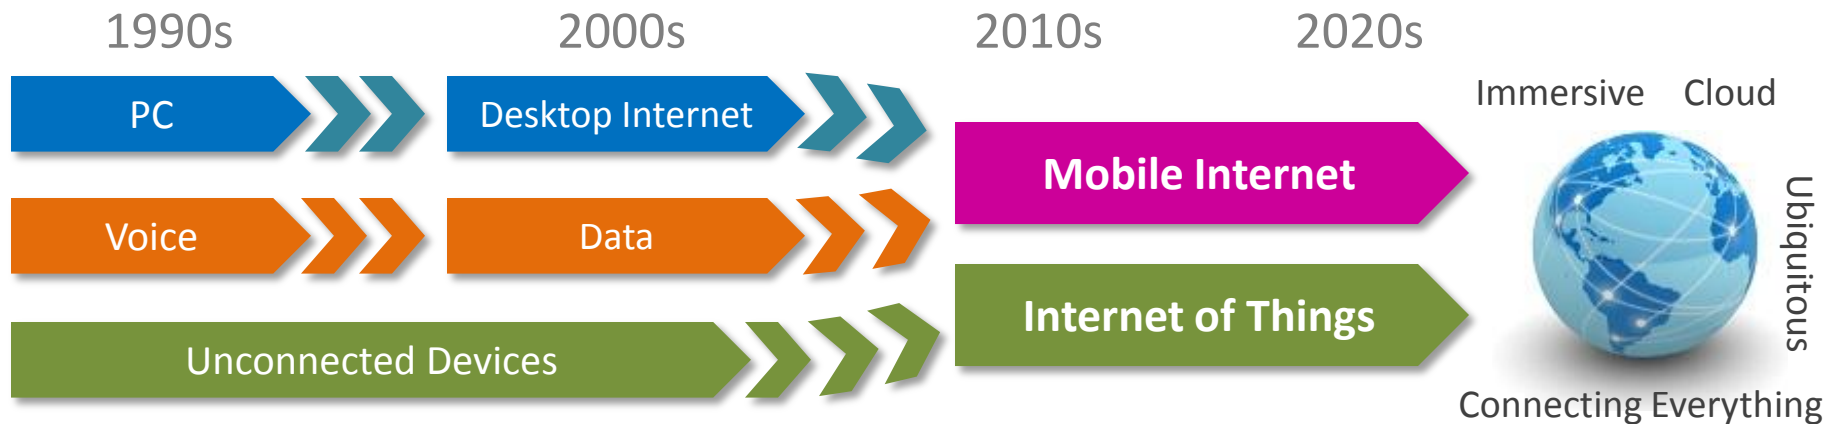 1990s 2000s 2010s 2020s
PC
Desktop Internet
Immersive Cloud
Mobile Internet
Voice
Data
Ubiquitous
Internet of Things
Unconnected Devices
Connecting Everything